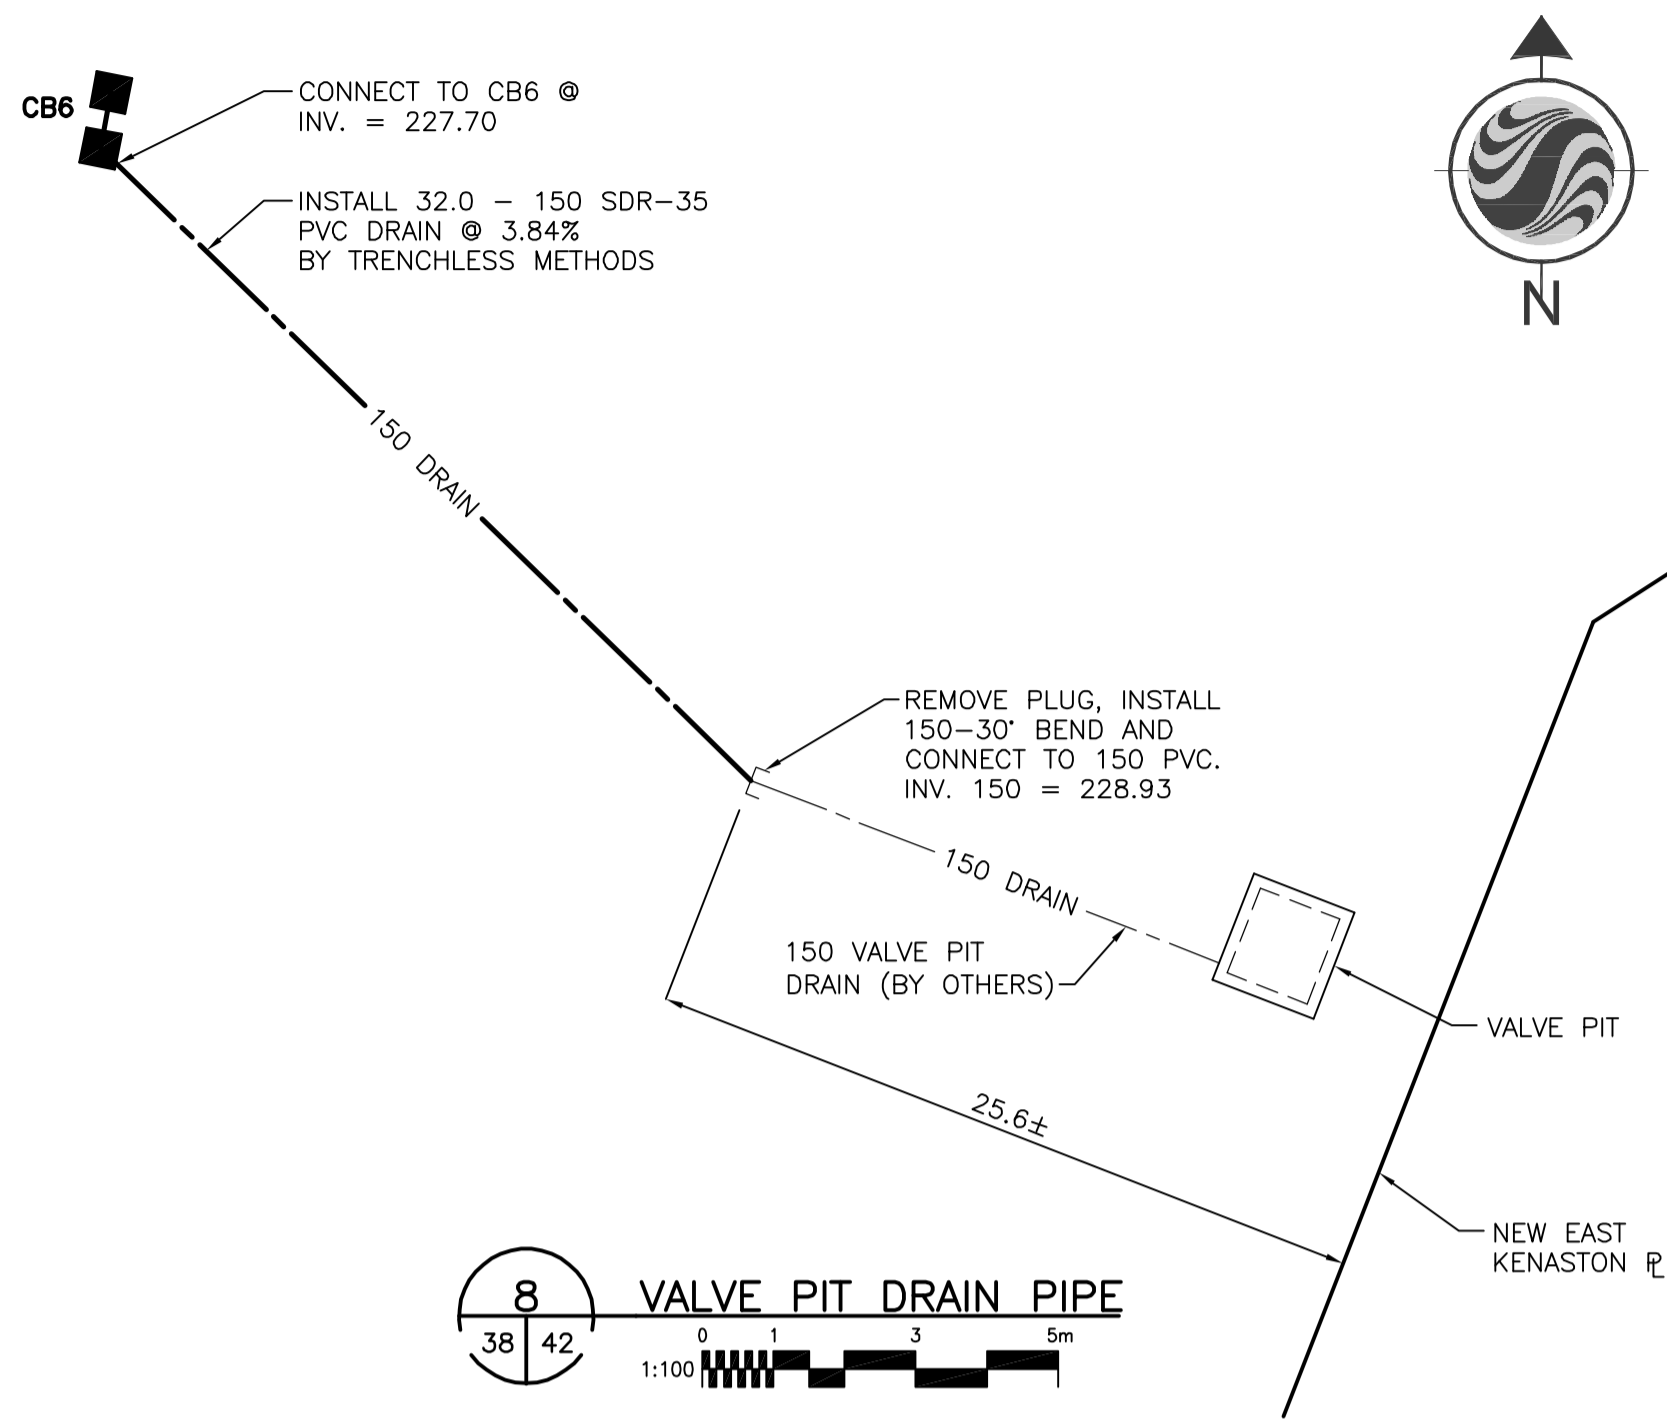 CB6
CONNECT TO CB6 @
INV. = 227.70
INSTALL 32.0 – 150 SDR–35
PVC DRAIN @ 3.84%
BY TRENCHLESS METHODS
N
150 DRAIN
REMOVE PLUG, INSTALL
150–30° BEND AND
CONNECT TO 150 PVC.
INV. 150 = 228.93
150 DRAIN
150 VALVE PIT
DRAIN (BY OTHERS)
VALVE PIT
25.6±
NEW EAST
KENASTON ⅊
8
38 42
VALVE PIT DRAIN PIPE
0 1 3 5m
1:100